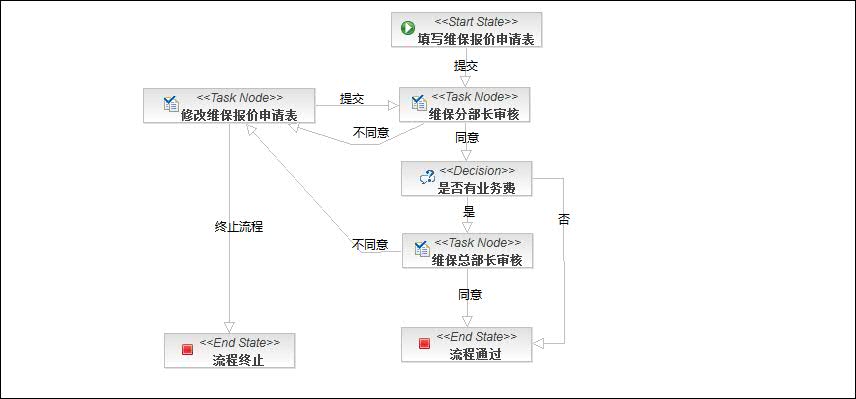 <<Start State>>
填写维保报价申请表
提交
<<Task Node>>
修改维保报价申请表
提交
<<Task Node>>
维保分部长审核
不同意
同意
<<Decision>>
是否有业务费
终止流程
是
否
不同意
<<Task Node>>
维保总部长审核
同意
<<End State>>
流程终止
<<End State>>
流程通过